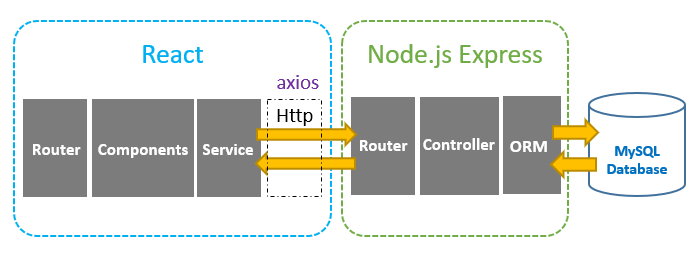 React
Node.js Express
axios
Http
Router
Components
Service
Router
Controller
ORM
MySQL
Database